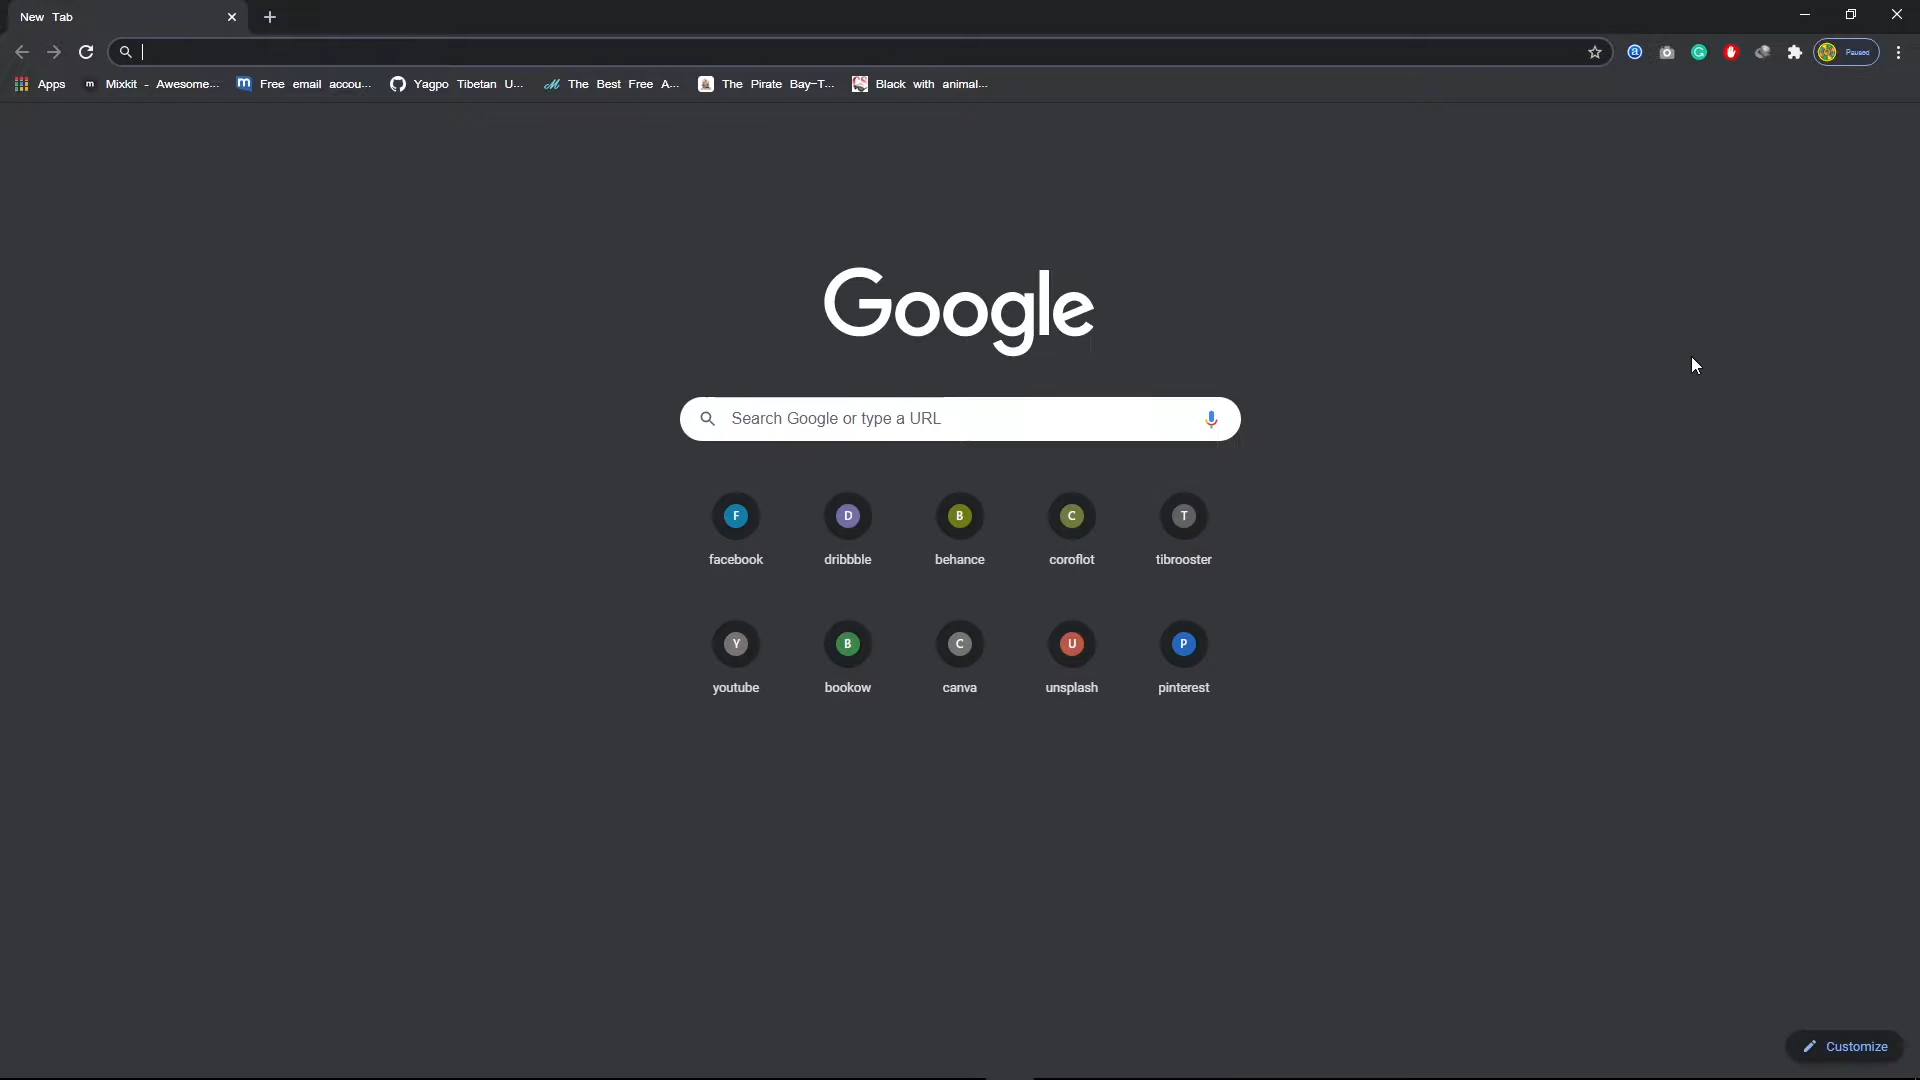 New Tab
Paused
Apps m Mixkit - Awesome... m Free email accou... Yagpo Tibetan U... The Best Free A... The Pirate Bay-T... Black with animal...
Google
Search Google or type a URL
F D B C T
facebook dribbble behance coroflot tibrooster
Y B C U P
youtube bookow canva unsplash pinterest
Customize